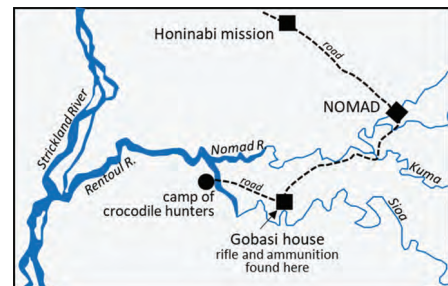 Honinabi mission
road
NOMAD
Strickland River
Rentoul R.
Nomad R.
Kuma
road
camp of
crocodile hunters
Sioa
Gobasi house
rifle and ammunition
found here